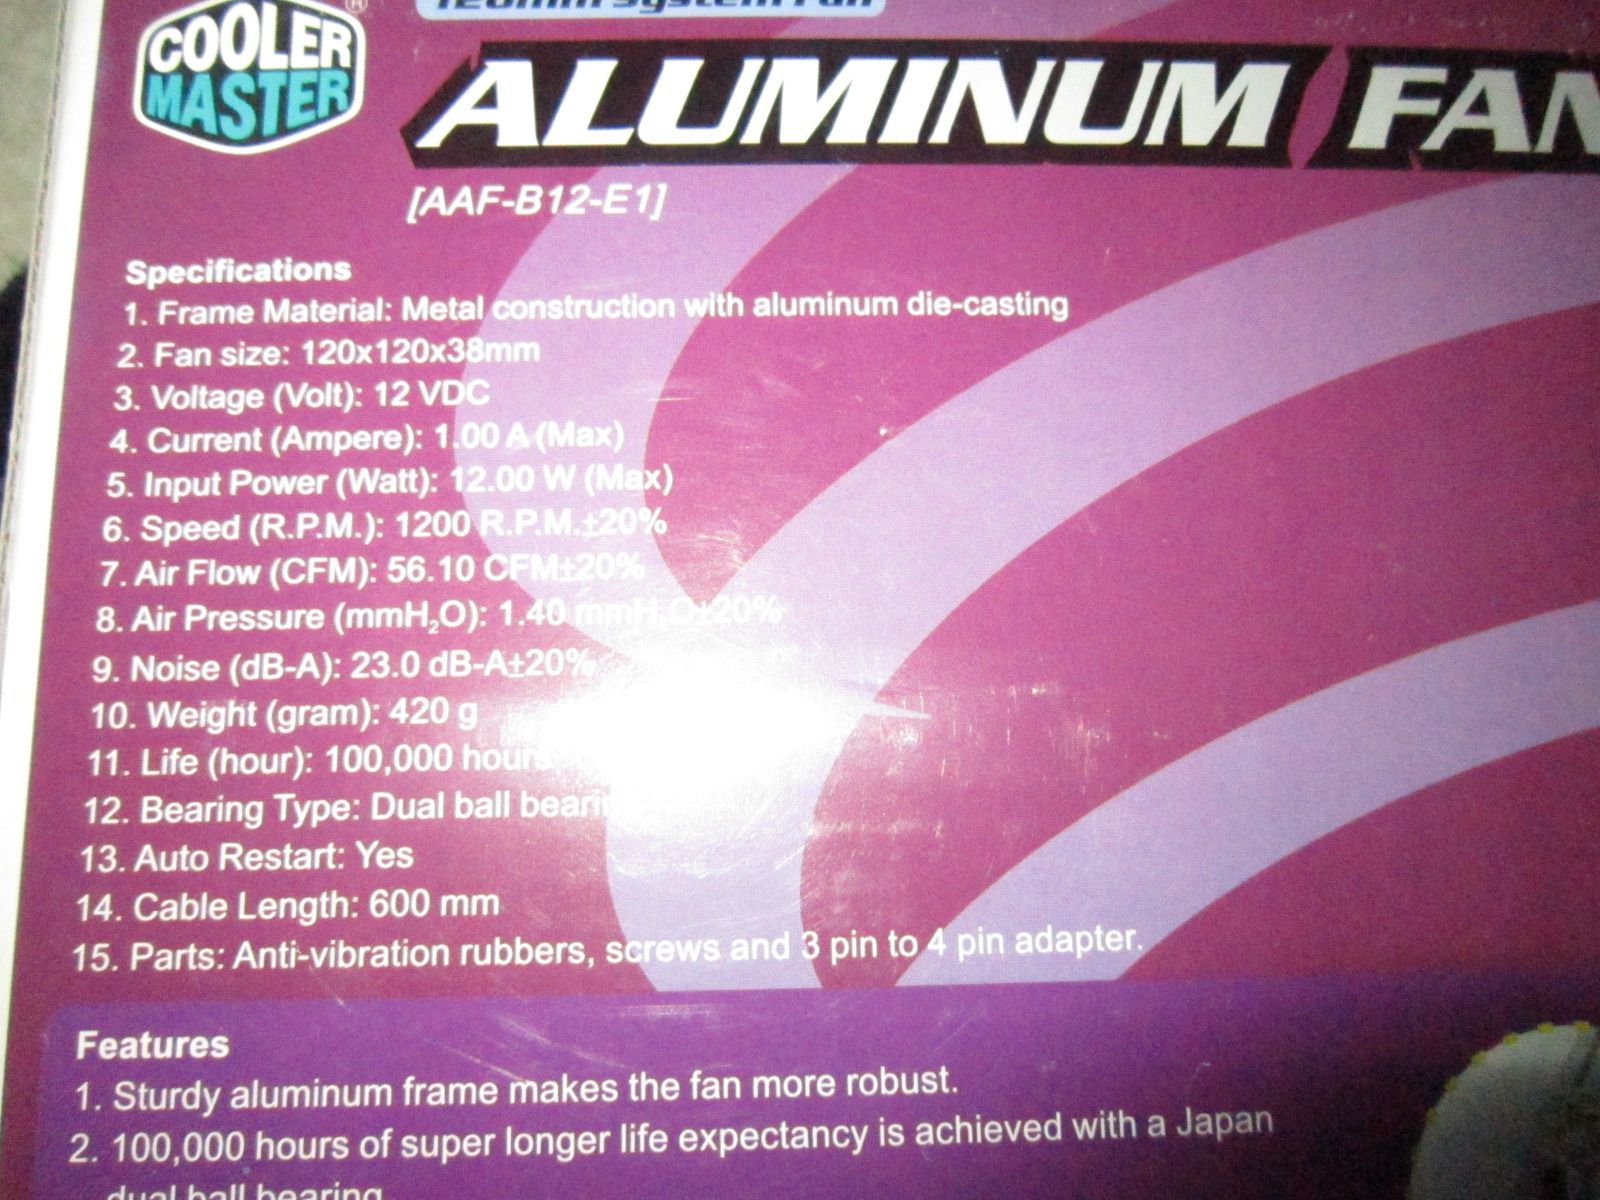 COOLER
MASTER
®
120mm system Fan
ALUMINUM FAN
[AAF-B12-E1]
Specifications
1. Frame Material: Metal construction with aluminum die-casting
2. Fan size: 120x120x38mm
3. Voltage (Volt): 12 VDC
4. Current (Ampere): 1.00 A (Max)
5. Input Power (Watt): 12.00 W (Max)
6. Speed (R.P.M.): 1200 R.P.M.±20%
7. Air Flow (CFM): 56.10 CFM±20%
8. Air Pressure (mmH₂O): 1.40 mmH₂O±20%
9. Noise (dB-A): 23.0 dB-A±20%
10. Weight (gram): 420 g
11. Life (hour): 100,000 hours
12. Bearing Type: Dual ball beari
13. Auto Restart: Yes
14. Cable Length: 600 mm
15. Parts: Anti-vibration rubbers, screws and 3 pin to 4 pin adapter.
Features
1. Sturdy aluminum frame makes the fan more robust.
2. 100,000 hours of super longer life expectancy is achieved with a Japan
dual ball bearing